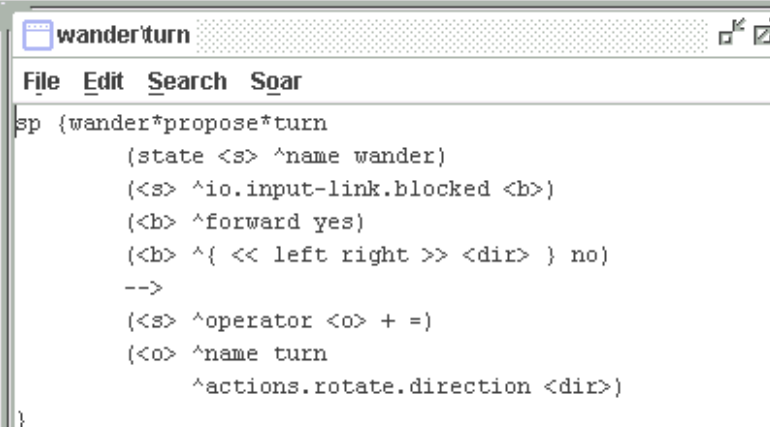 wander\turn
File Edit Search Soar
sp {wander*propose*turn
(state <s> ^name wander)
(<s> ^io.input-link.blocked <b>)
(<b> ^forward yes)
(<b> ^{ << left right >> <dir> } no)
-->
(<s> ^operator <o> + =)
(<o> ^name turn
^actions.rotate.direction <dir>)
}